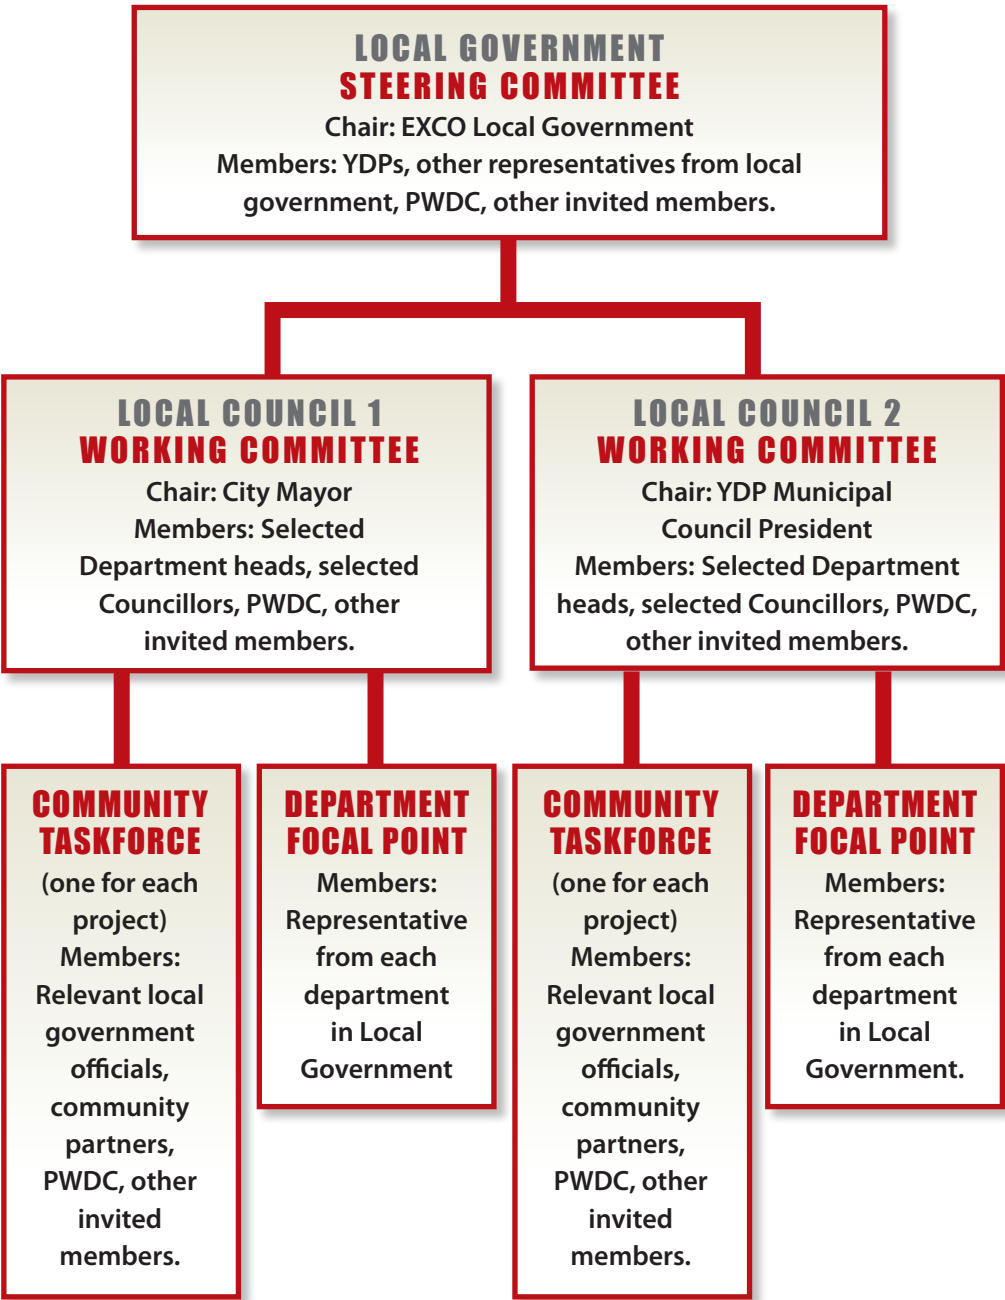 LOCAL GOVERNMENT
STEERING COMMITTEE
Chair: EXCO Local Government
Members: YDPs, other representatives from local
government, PWDC, other invited members.
LOCAL COUNCIL 1
WORKING COMMITTEE
Chair: City Mayor
Members: Selected
Department heads, selected
Councillors, PWDC, other
invited members.
LOCAL COUNCIL 2
WORKING COMMITTEE
Chair: YDP Municipal
Council President
Members: Selected Department
heads, selected Councillors, PWDC,
other invited members.
COMMUNITY
TASKFORCE
(one for each
project)
Members:
Relevant local
government
officials,
community
partners,
PWDC, other
invited
members.
DEPARTMENT
FOCAL POINT
Members:
Representative
from each
department
in Local
Government
COMMUNITY
TASKFORCE
(one for each
project)
Members:
Relevant local
government
officials,
community
partners,
PWDC, other
invited
members.
DEPARTMENT
FOCAL POINT
Members:
Representative
from each
department
in Local
Government.